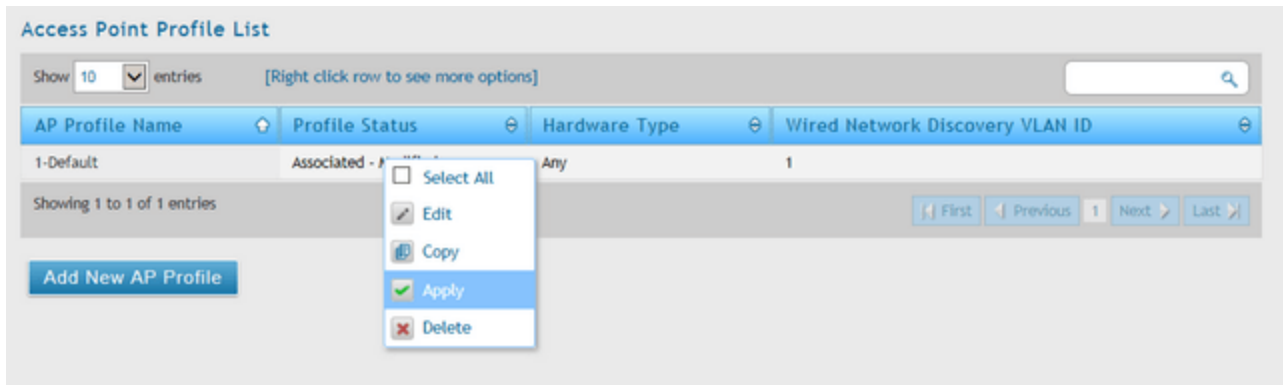 Access Point Profile List
Show 10 entries [Right click row to see more options]
AP Profile Name Profile Status Hardware Type Wired Network Discovery VLAN ID
1-Default Associated - Any 1
Select All
Showing 1 to 1 of 1 entries First Previous 1 Next Last
Edit
Copy
Add New AP Profile
Apply
Delete